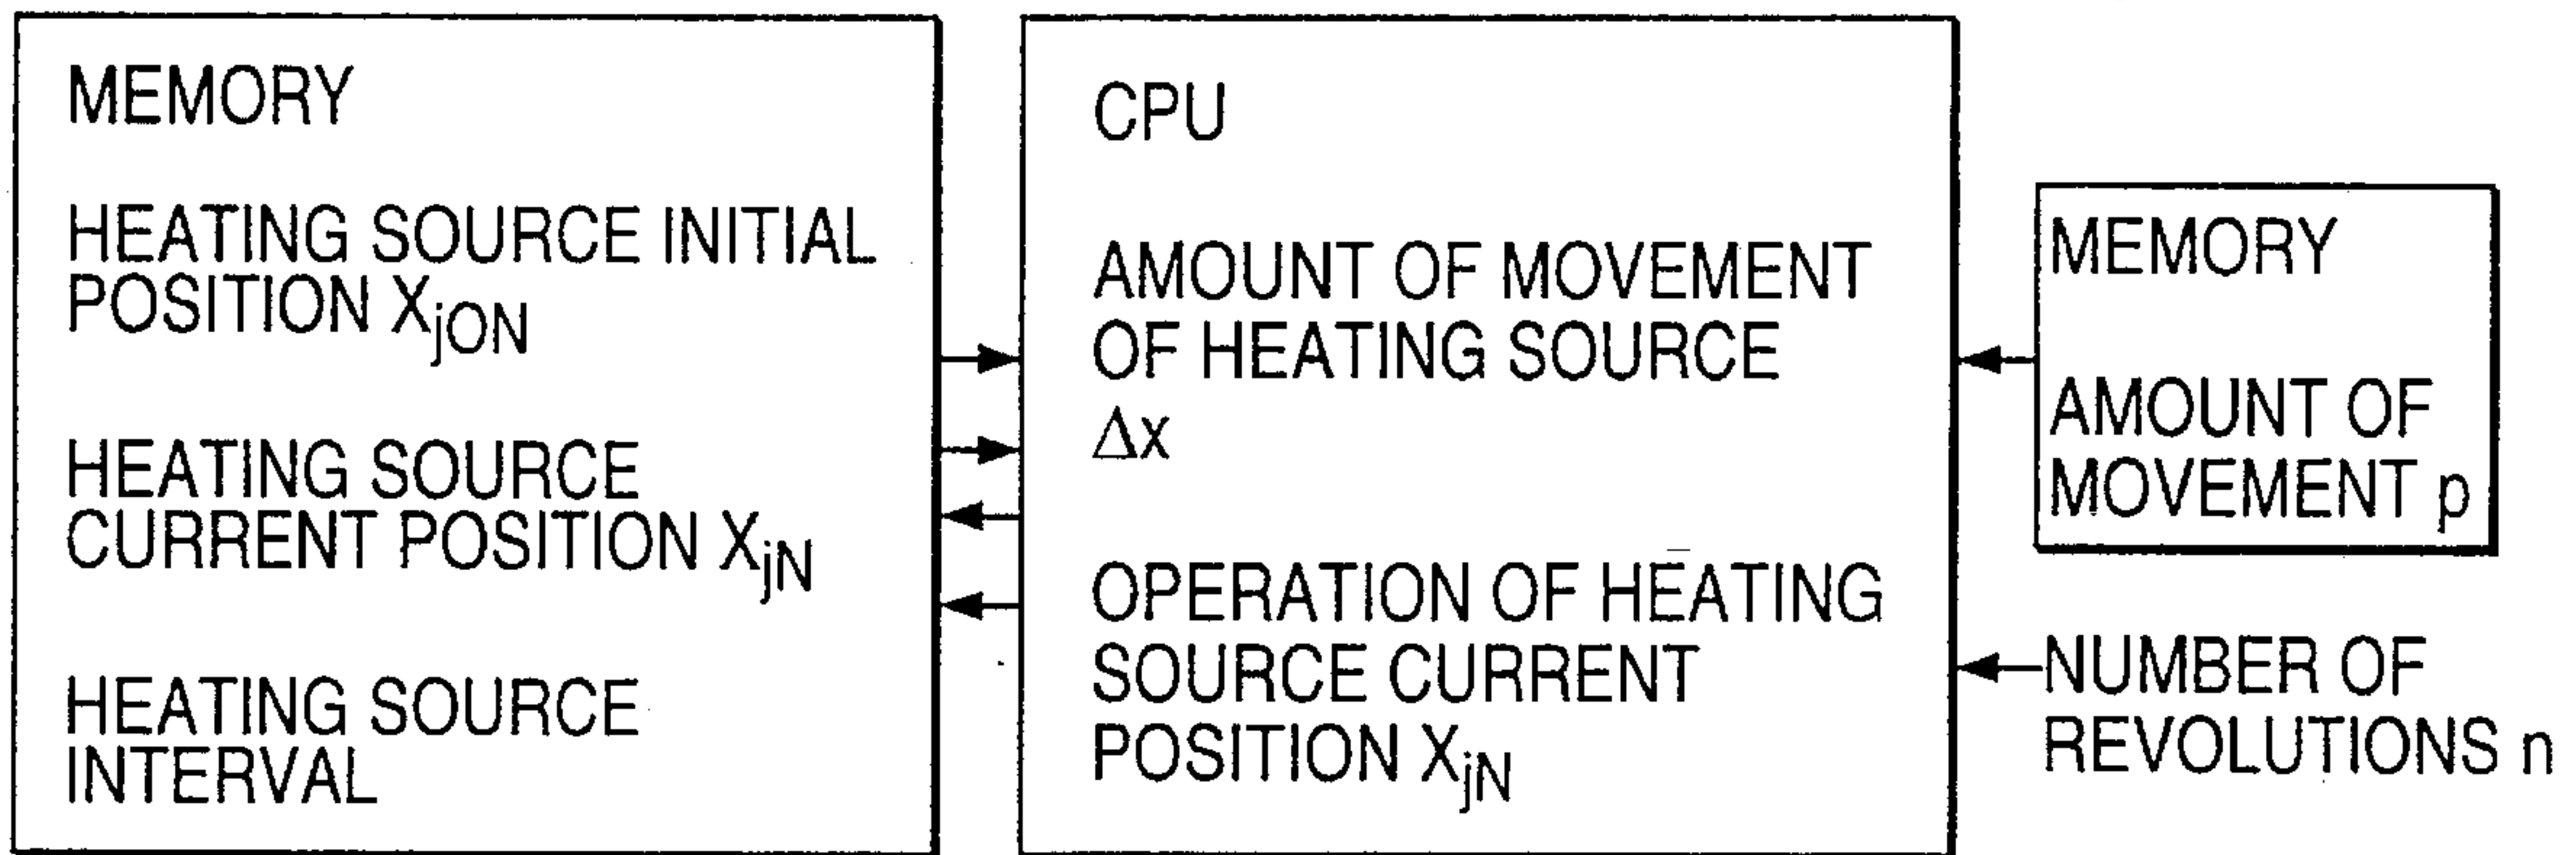 MEMORY
HEATING SOURCE INITIAL
POSITION XjON
HEATING SOURCE
CURRENT POSITION XjN
HEATING SOURCE
INTERVAL
CPU
AMOUNT OF MOVEMENT
OF HEATING SOURCE
Δx
OPERATION OF HEATING
SOURCE CURRENT
POSITION XjN
MEMORY
AMOUNT OF
MOVEMENT p
NUMBER OF
REVOLUTIONS n